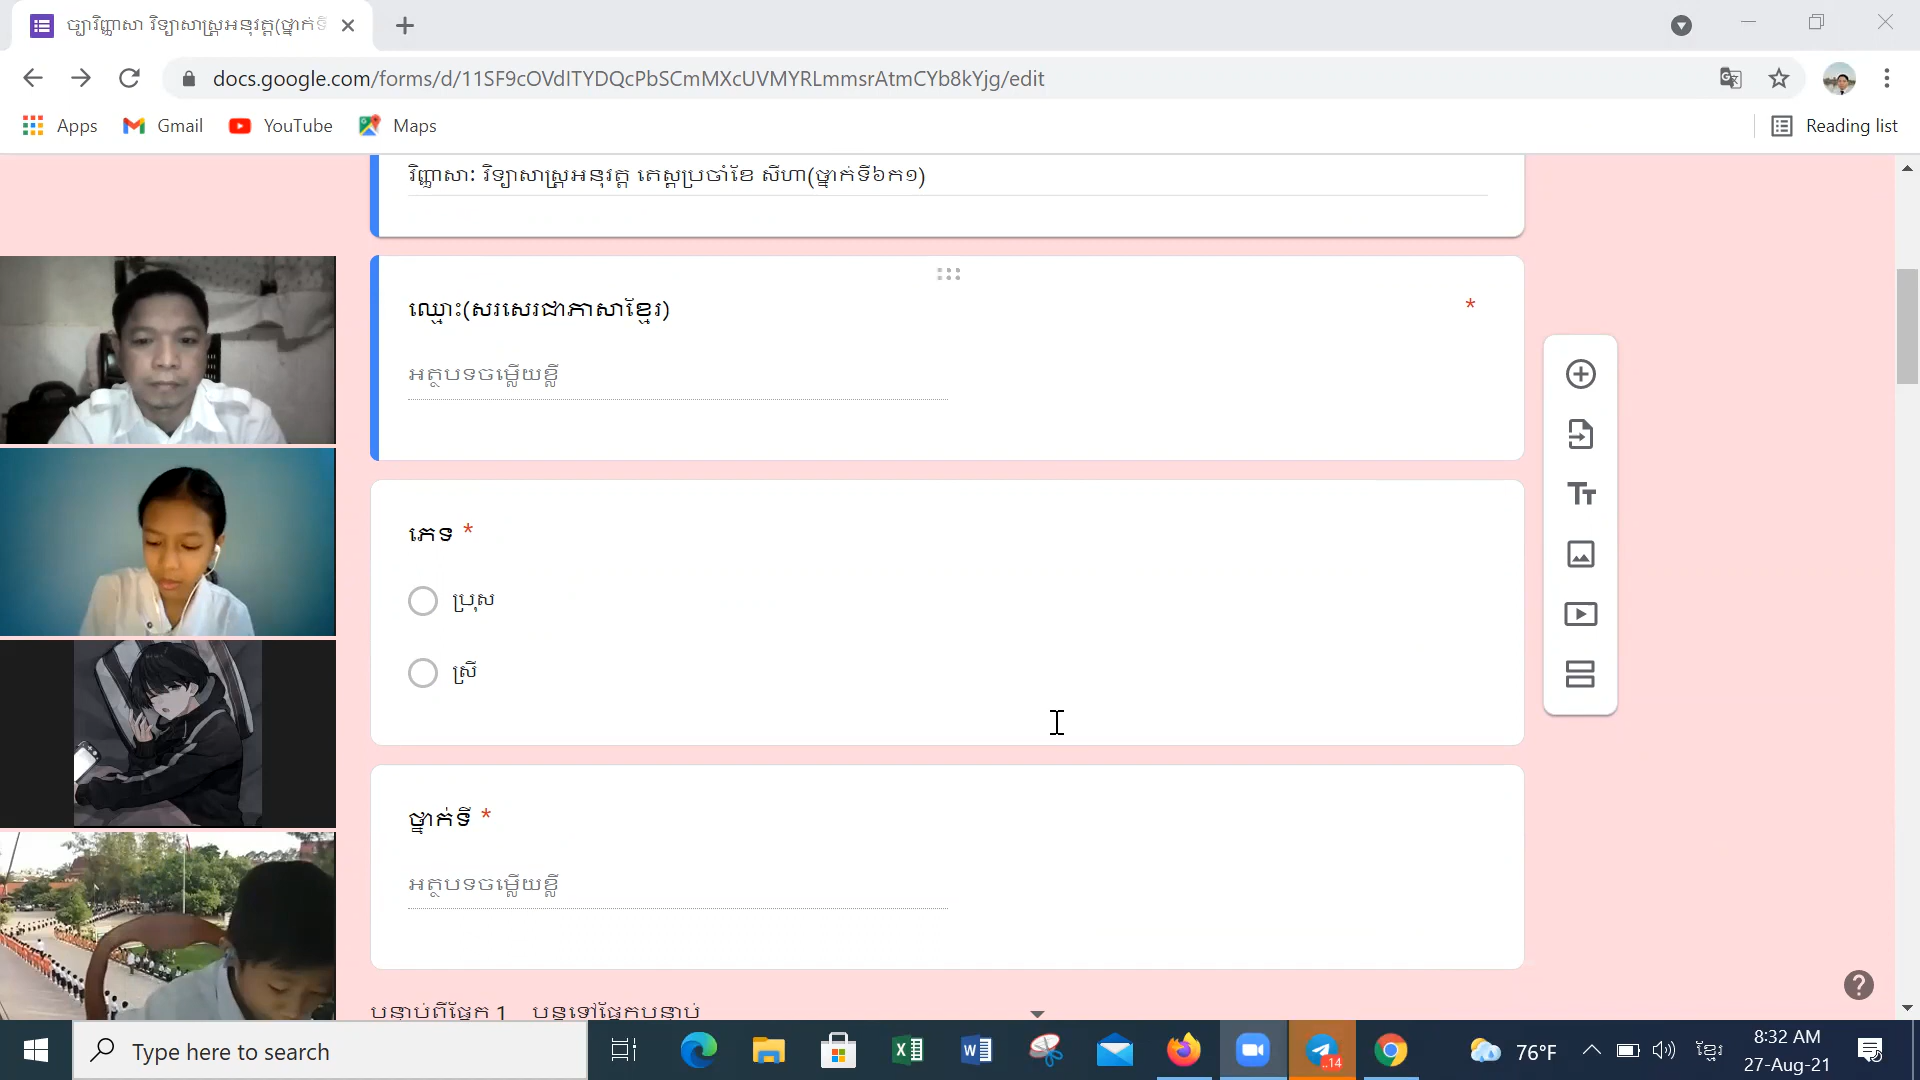 ច្បារវិញ្ញាសា វិទ្យាសាស្ត្រអនុវត្ត(ថ្នាក់ទី
docs.google.com/forms/d/11SF9cOVdITYDQcPbSCmMXcUVMYRLmmsrAtmCYb8kYjg/edit
Apps
Gmail
YouTube
Maps
Reading list
វិញ្ញាសា: វិទ្យាសាស្ត្រអនុវត្ត តេស្តប្រចាំខែ សីហា(ថ្នាក់ទី៦ក១)
ឈ្មោះ(សរសេរជាភាសាខ្មែរ) *
អត្ថបទចម្លើយខ្លី
ភេទ *
ប្រុស
ស្រី
ថ្នាក់ទី *
អត្ថបទចម្លើយខ្លី
បន្ទាប់ពីផ្នែក 1 បន្តទៅផ្នែកបន្ទាប់
Type here to search
..14
76°F
ខ្មែរ
8:32 AM
27-Aug-21